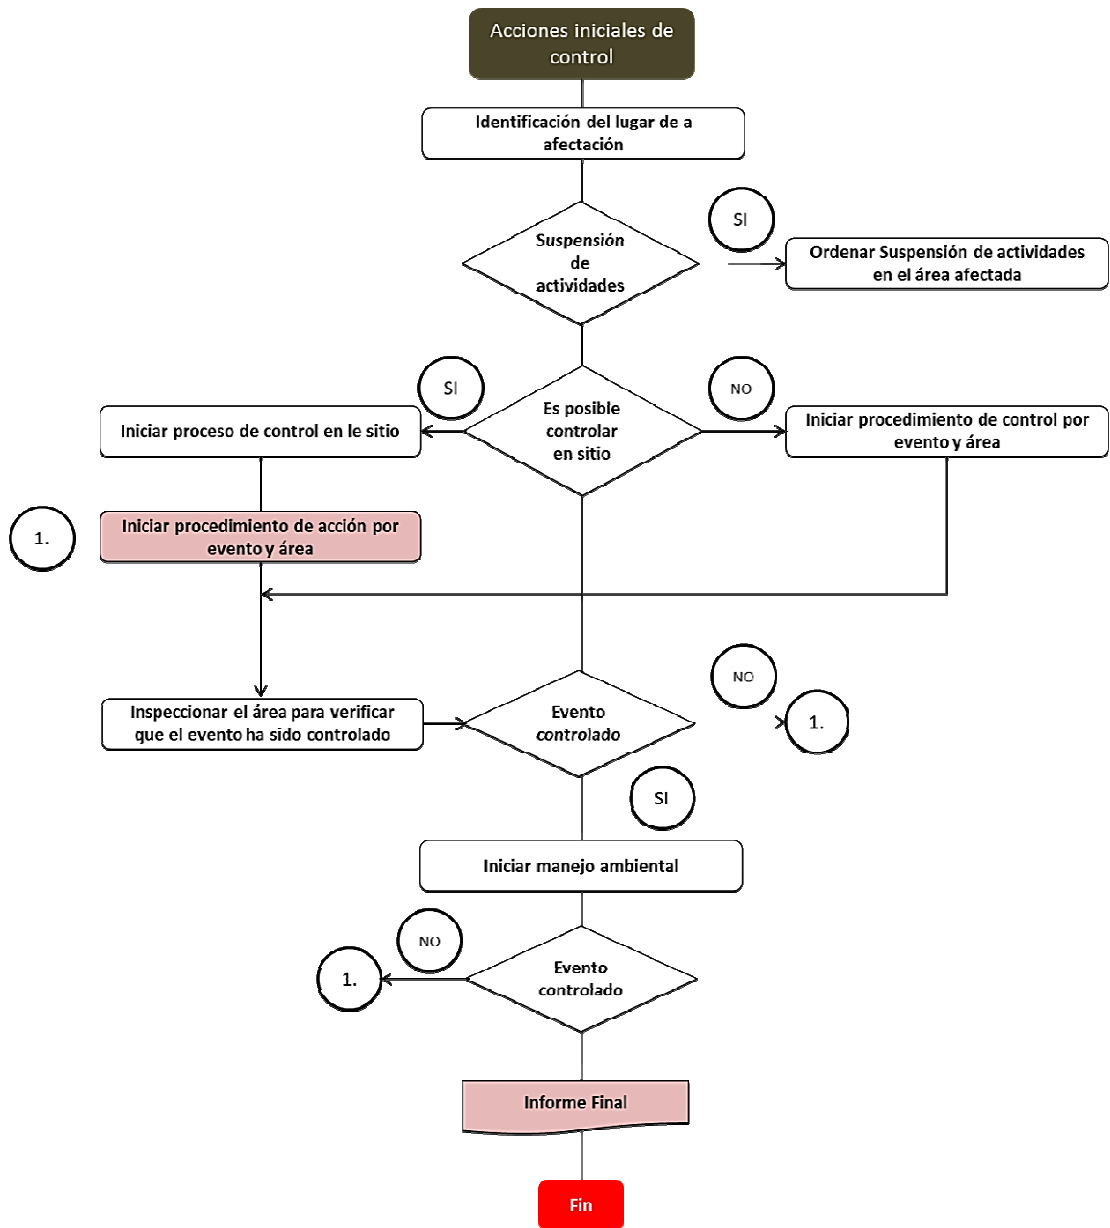 Acciones iniciales de
control
Identificación del lugar de a
afectación
Suspensión
de
actividades
SI
Ordenar Suspensión de actividades
en el área afectada
SI
Es posible
controlar
en sitio
NO
Iniciar proceso de control en le sitio
Iniciar procedimiento de control por
evento y área
1.
Iniciar procedimiento de acción por
evento y área
Inspeccionar el área para verificar
que el evento ha sido controlado
Evento
controlado
NO
1.
SI
Iniciar manejo ambiental
NO
1.
Evento
controlado
Informe Final
Fin